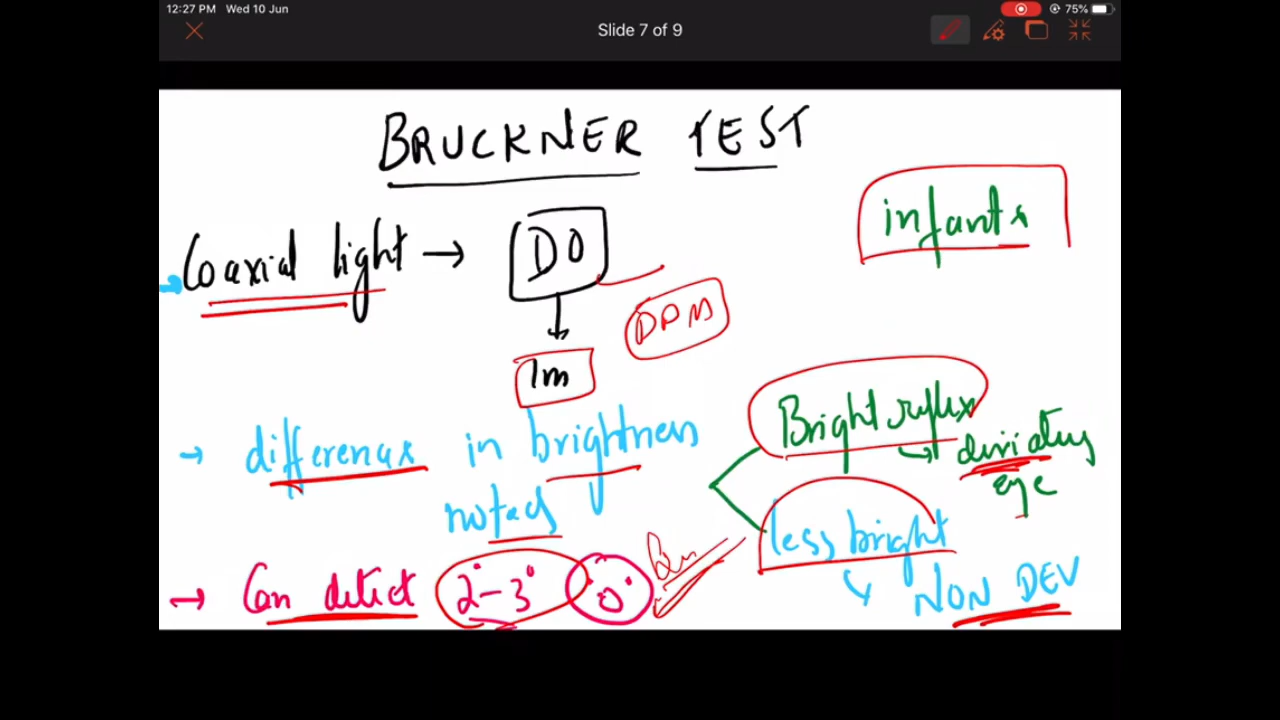 12:27 PM Wed 10 Jun
75%
Slide 7 of 9
BRUCKNER TEST
infants
Coaxial light → DO
DPM
1m
→ differences in brightness
noted
Bright reflex
→ deviating
eye
less bright
NON DEV
→ Can detect 2°-3° 0°